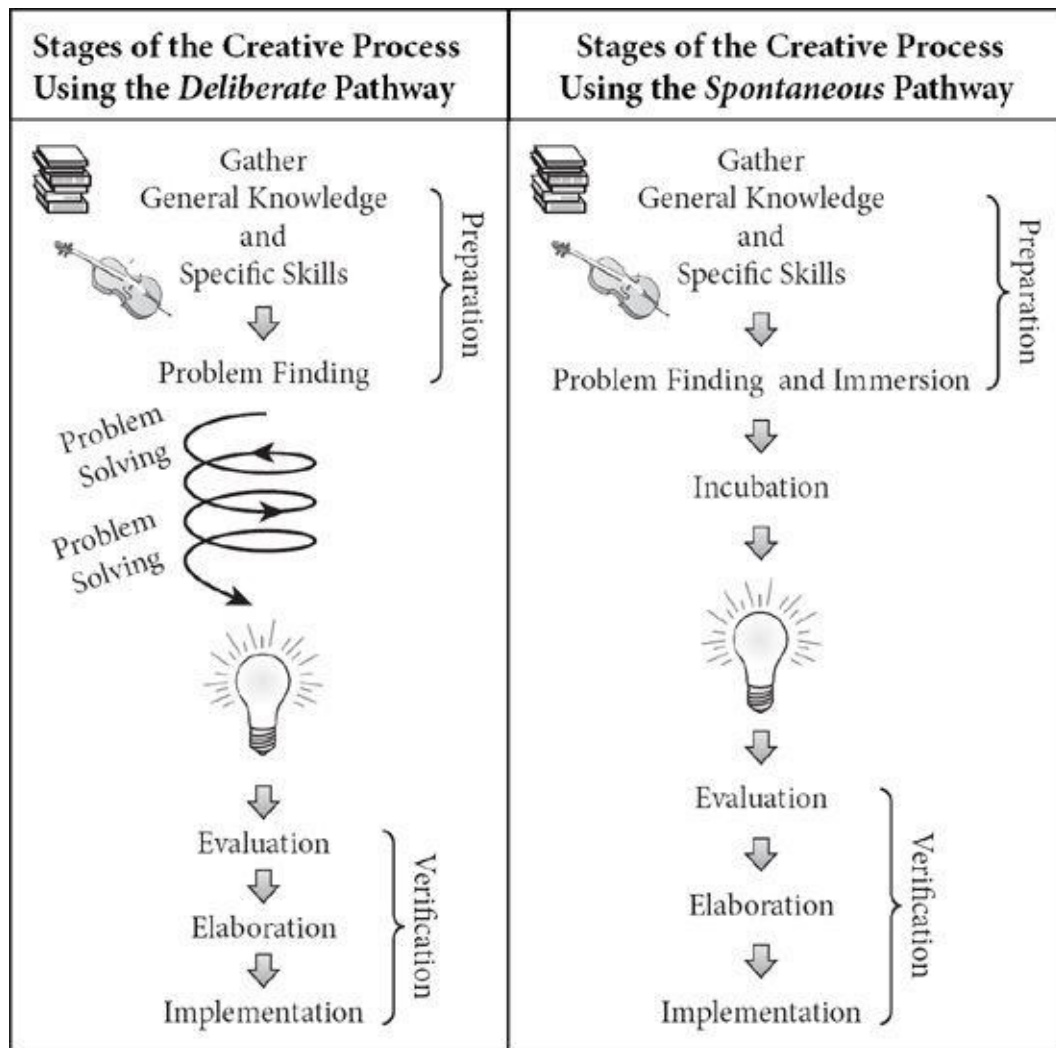 Stages of the Creative Process
Using the Deliberate Pathway
Gather
General Knowledge
and
Specific Skills
Preparation
Problem Finding
Problem
Solving
Problem
Solving
Evaluation
Elaboration
Implementation
Verification
Stages of the Creative Process
Using the Spontaneous Pathway
Gather
General Knowledge
and
Specific Skills
Preparation
Problem Finding and Immersion
Incubation
Evaluation
Elaboration
Implementation
Verification